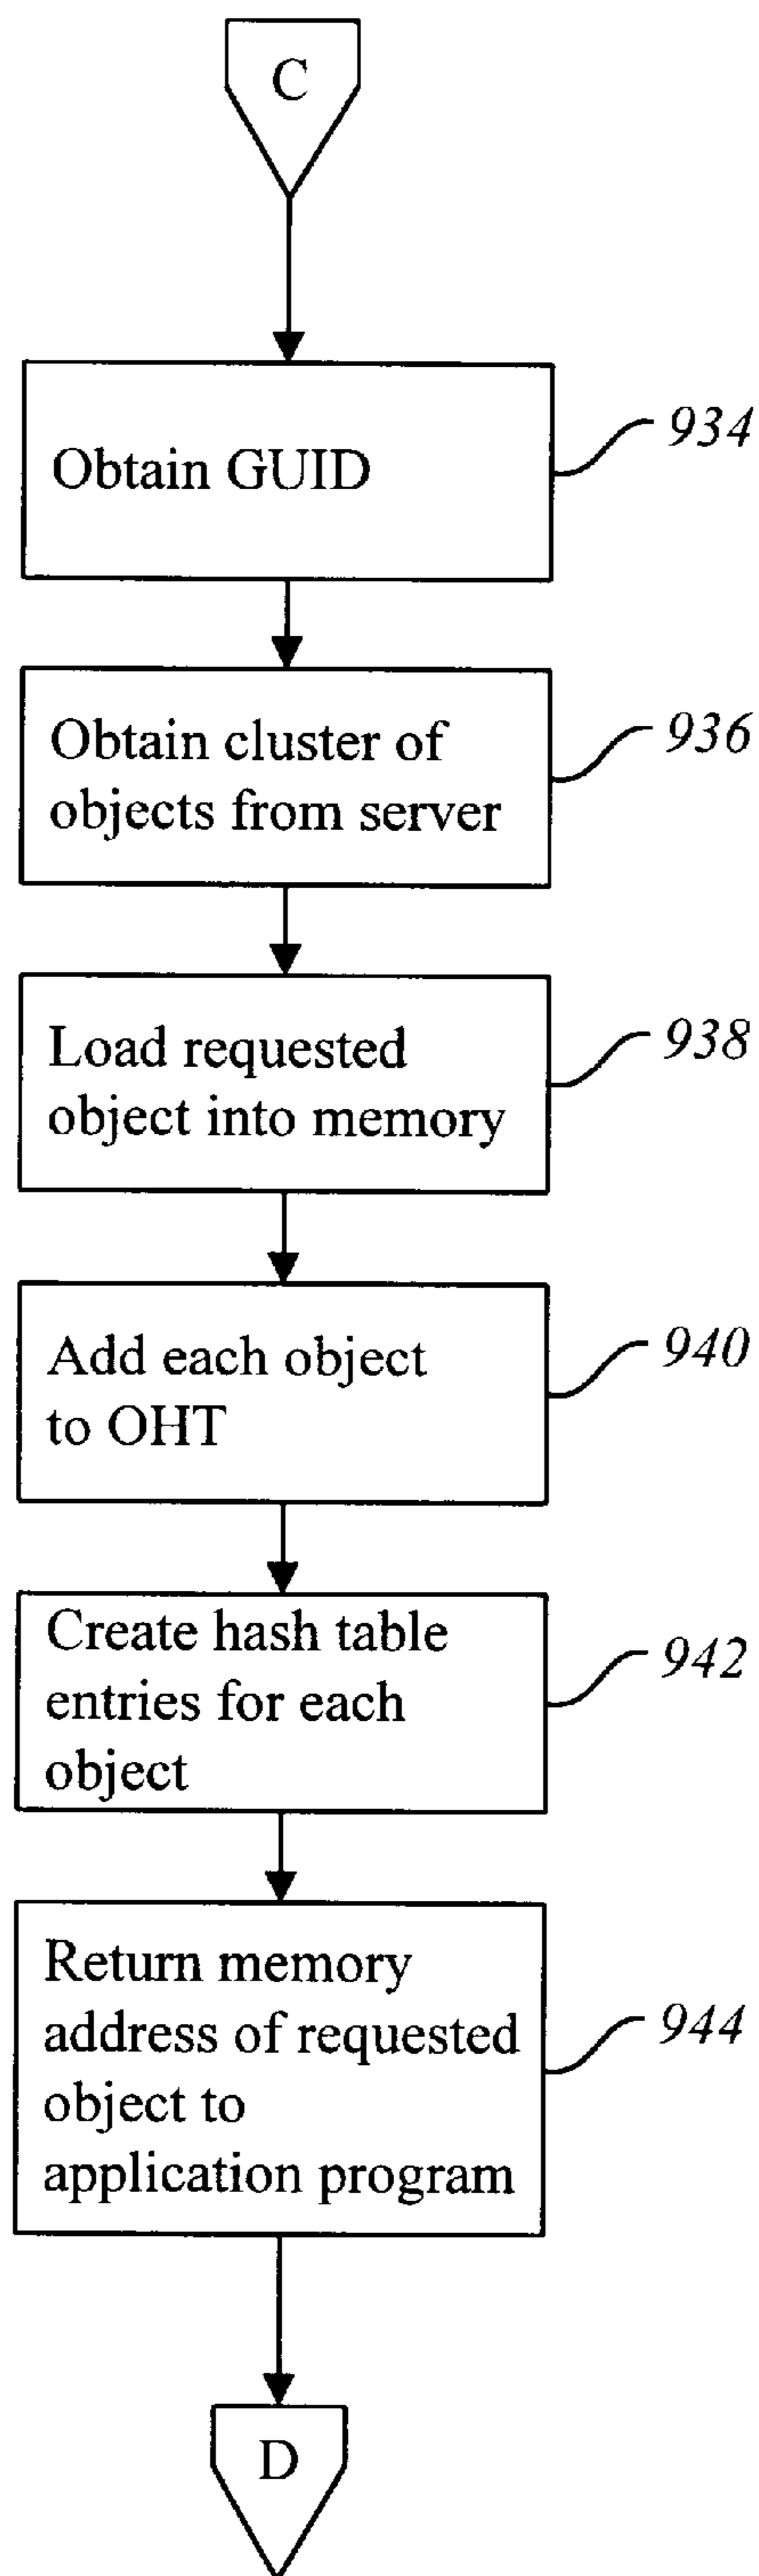 C
Obtain GUID
934
Obtain cluster of
objects from server
936
Load requested
object into memory
938
Add each object
to OHT
940
Create hash table
entries for each
object
942
Return memory
address of requested
object to
application program
944
D